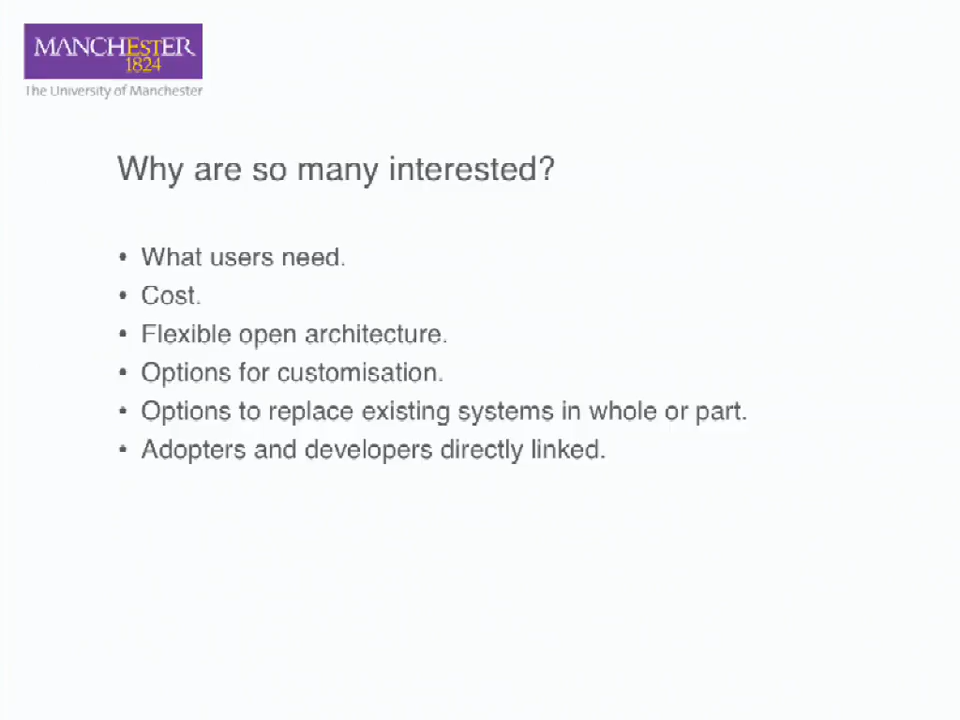 MANCHESTER
1824
The University of Manchester
Why are so many interested?
• What users need.
• Cost.
• Flexible open architecture.
• Options for customisation.
• Options to replace existing systems in whole or part.
• Adopters and developers directly linked.